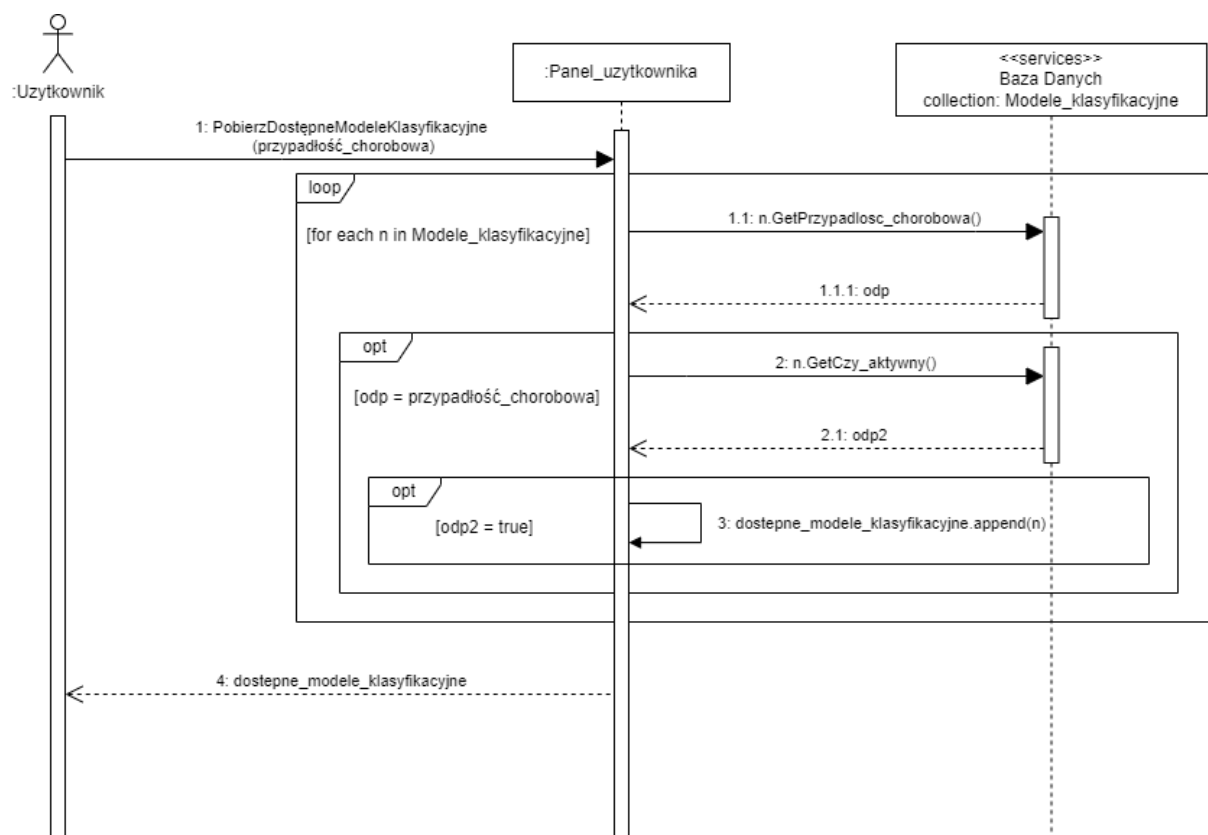 :Uzytkownik
:Panel_uzytkownika
<<services>>
Baza Danych
collection: Modele_klasyfikacyjne
1: PobierzDostępneModeleKlasyfikacyjne
(przypadłość_chorobowa)
loop
[for each n in Modele_klasyfikacyjne]
1.1: n.GetPrzypadlosc_chorobowa()
1.1.1: odp
opt
[odp = przypadłość_chorobowa]
2: n.GetCzy_aktywny()
2.1: odp2
opt
[odp2 = true]
3: dostepne_modele_klasyfikacyjne.append(n)
4: dostepne_modele_klasyfikacyjne